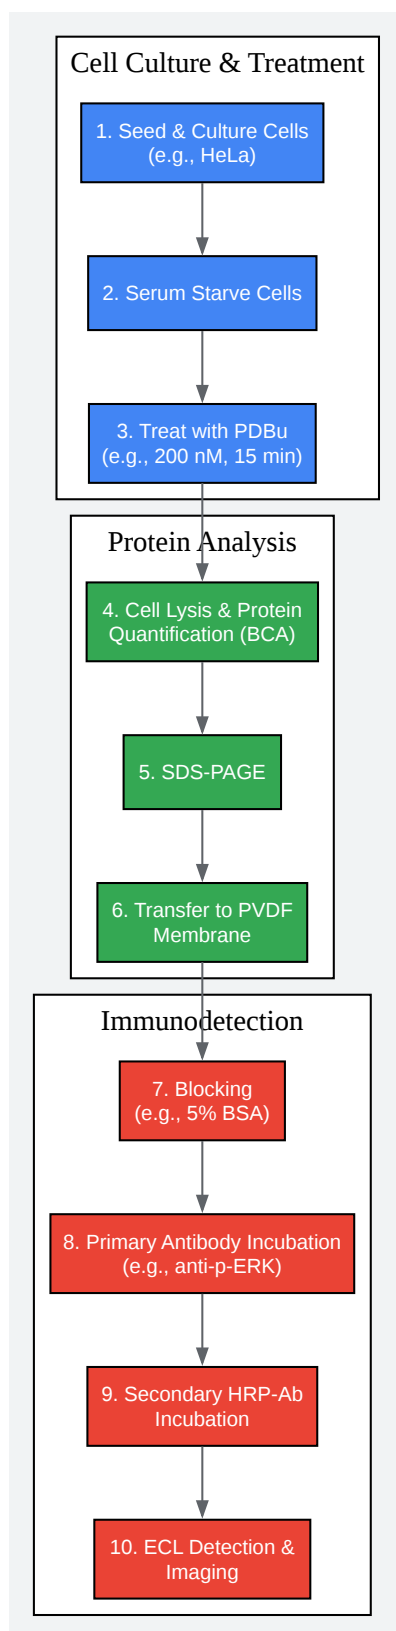 Cell Culture & Treatment
1. Seed & Culture Cells
(e.g., HeLa)
2. Serum Starve Cells
3. Treat with PDBu
(e.g., 200 nM, 15 min)
Protein Analysis
4. Cell Lysis & Protein
Quantification (BCA)
5. SDS-PAGE
6. Transfer to PVDF
Membrane
Immunodetection
7. Blocking
(e.g., 5% BSA)
8. Primary Antibody Incubation
(e.g., anti-p-ERK)
9. Secondary HRP-Ab
Incubation
10. ECL Detection &
Imaging